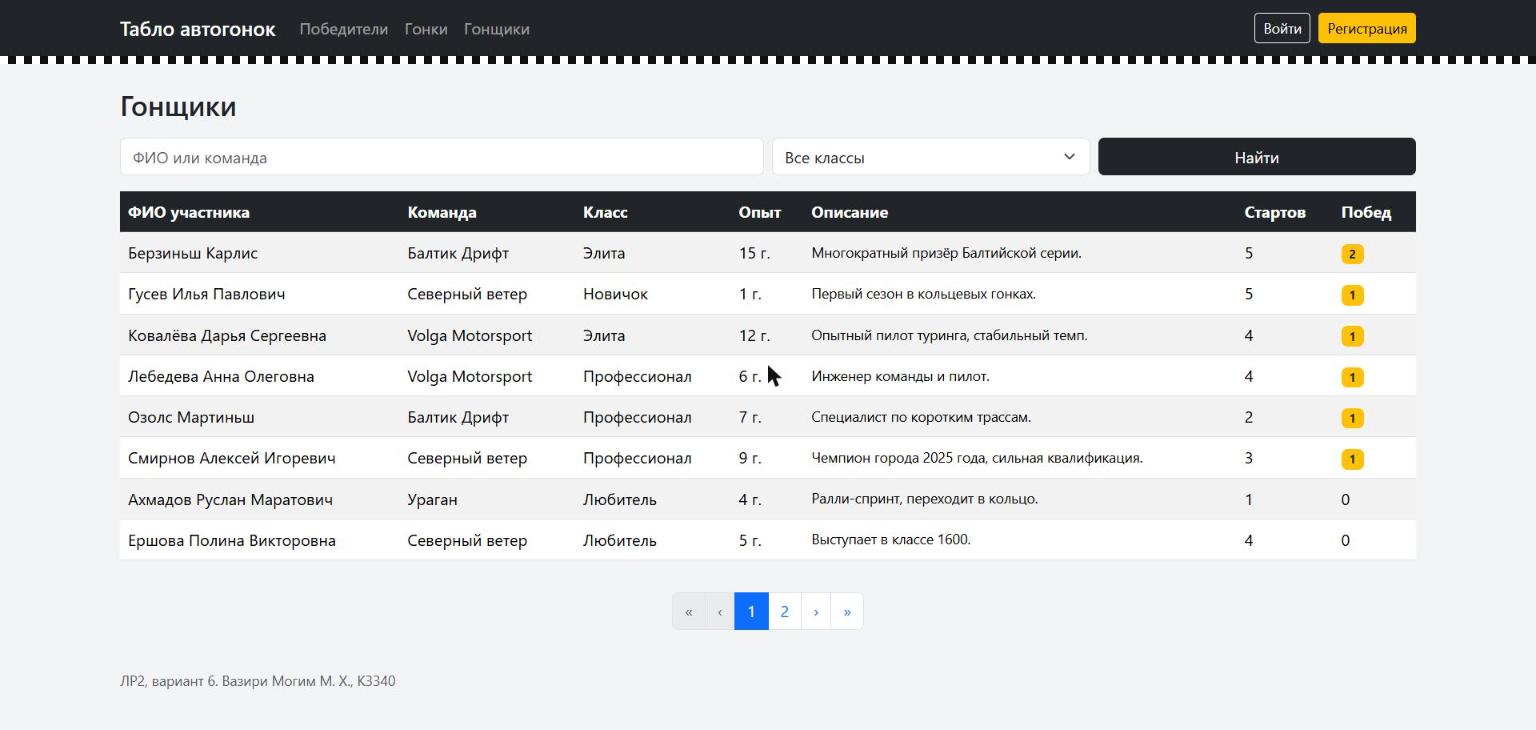 Табло автогонок Победители Гонки Гонщики Войти Регистрация
Гонщики
ФИО или команда Все классы Найти
ФИО участника Команда Класс Опыт Описание Стартов Побед
Берзиньш Карлис Балтик Дрифт Элита 15 г. Многократный призёр Балтийской серии. 5 2
Гусев Илья Павлович Северный ветер Новичок 1 г. Первый сезон в кольцевых гонках. 5 1
Ковалёва Дарья Сергеевна Volga Motorsport Элита 12 г. Опытный пилот туринга, стабильный темп. 4 1
Лебедева Анна Олеговна Volga Motorsport Профессионал 6 г. Инженер команды и пилот. 4 1
Озолс Мартиньш Балтик Дрифт Профессионал 7 г. Специалист по коротким трассам. 2 1
Смирнов Алексей Игоревич Северный ветер Профессионал 9 г. Чемпион города 2025 года, сильная квалификация. 3 1
Ахмадов Руслан Маратович Ураган Любитель 4 г. Ралли-спринт, переходит в кольцо. 1 0
Ершова Полина Викторовна Северный ветер Любитель 5 г. Выступает в классе 1600. 4 0
« ‹ 1 2 › »
ЛР2, вариант 6. Вазири Могим М. Х., К3340